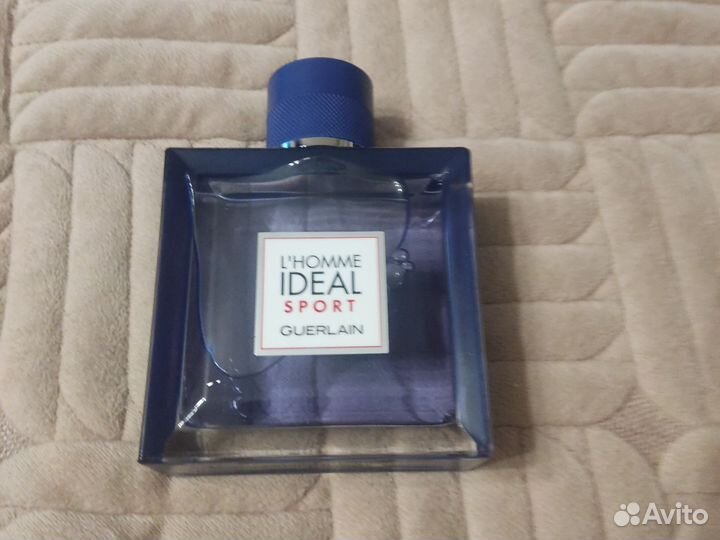 L'HOMME
IDEAL
SPORT
GUERLAIN
Avito